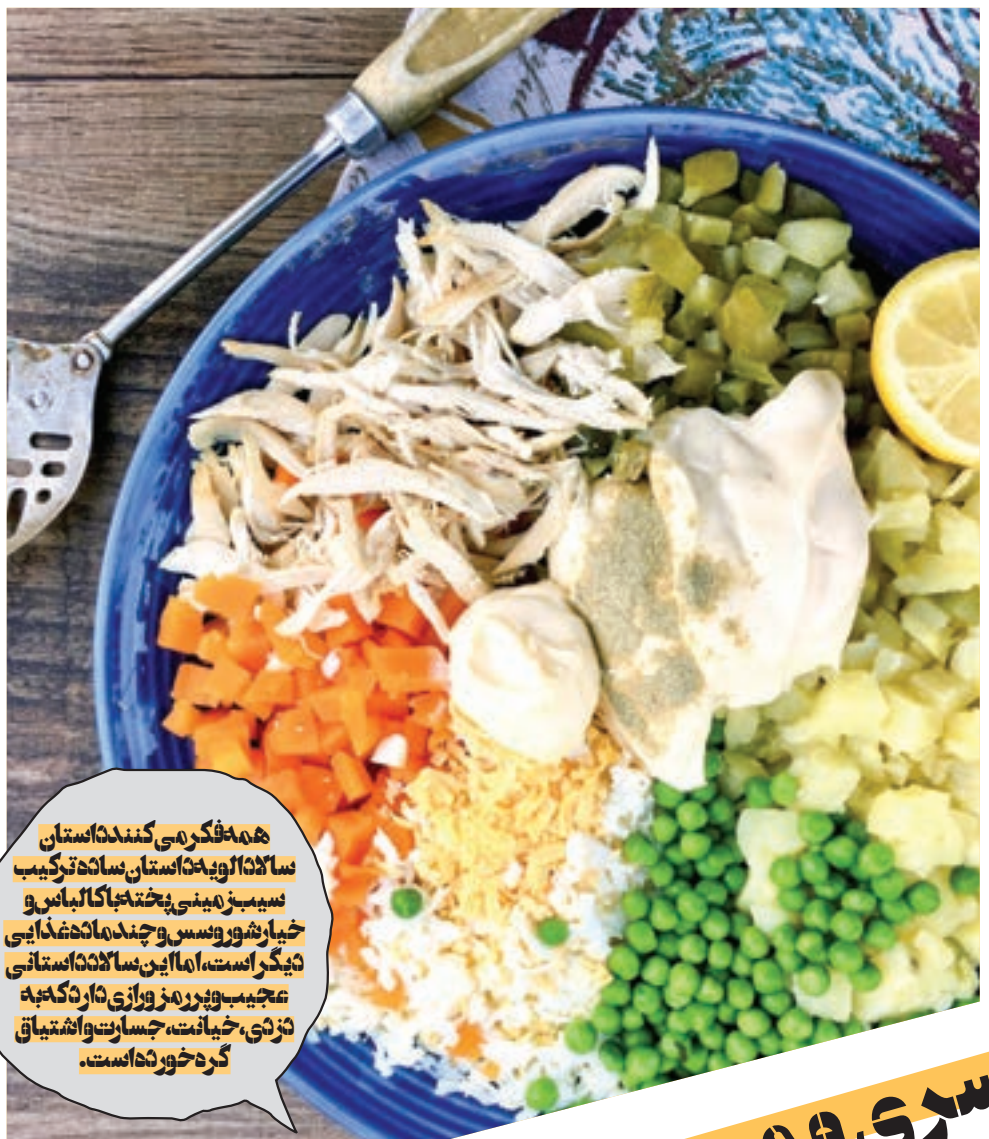 همه فکر می‌کنند داستان
سالاد الویه داستان ساده ترکیب
سیب‌زمینی پخته با کالباس و
خیارشور و سس و چند ماده غذایی
دیگر است، اما این سالاد داستانی
عجیب و پر رمز و رازی دارد که به
دزدی، خیانت، جسارت و اشتیاق
گره خورده است.